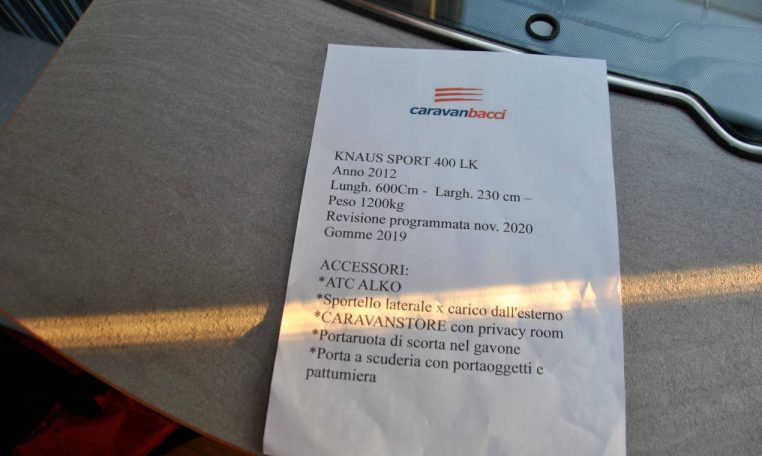 caravanbacci
KNAUS SPORT 400 LK
Anno 2012
Lungh. 600Cm - Largh. 230 cm –
Peso 1200kg
Revisione programmata nov. 2020
Gomme 2019
ACCESSORI:
*ATC ALKO
*Sportello laterale x carico dall'esterno
*CARAVANSTORE con privacy room
*Portaruota di scorta nel gavone
*Porta a scuderia con portaoggetti e
pattumiera